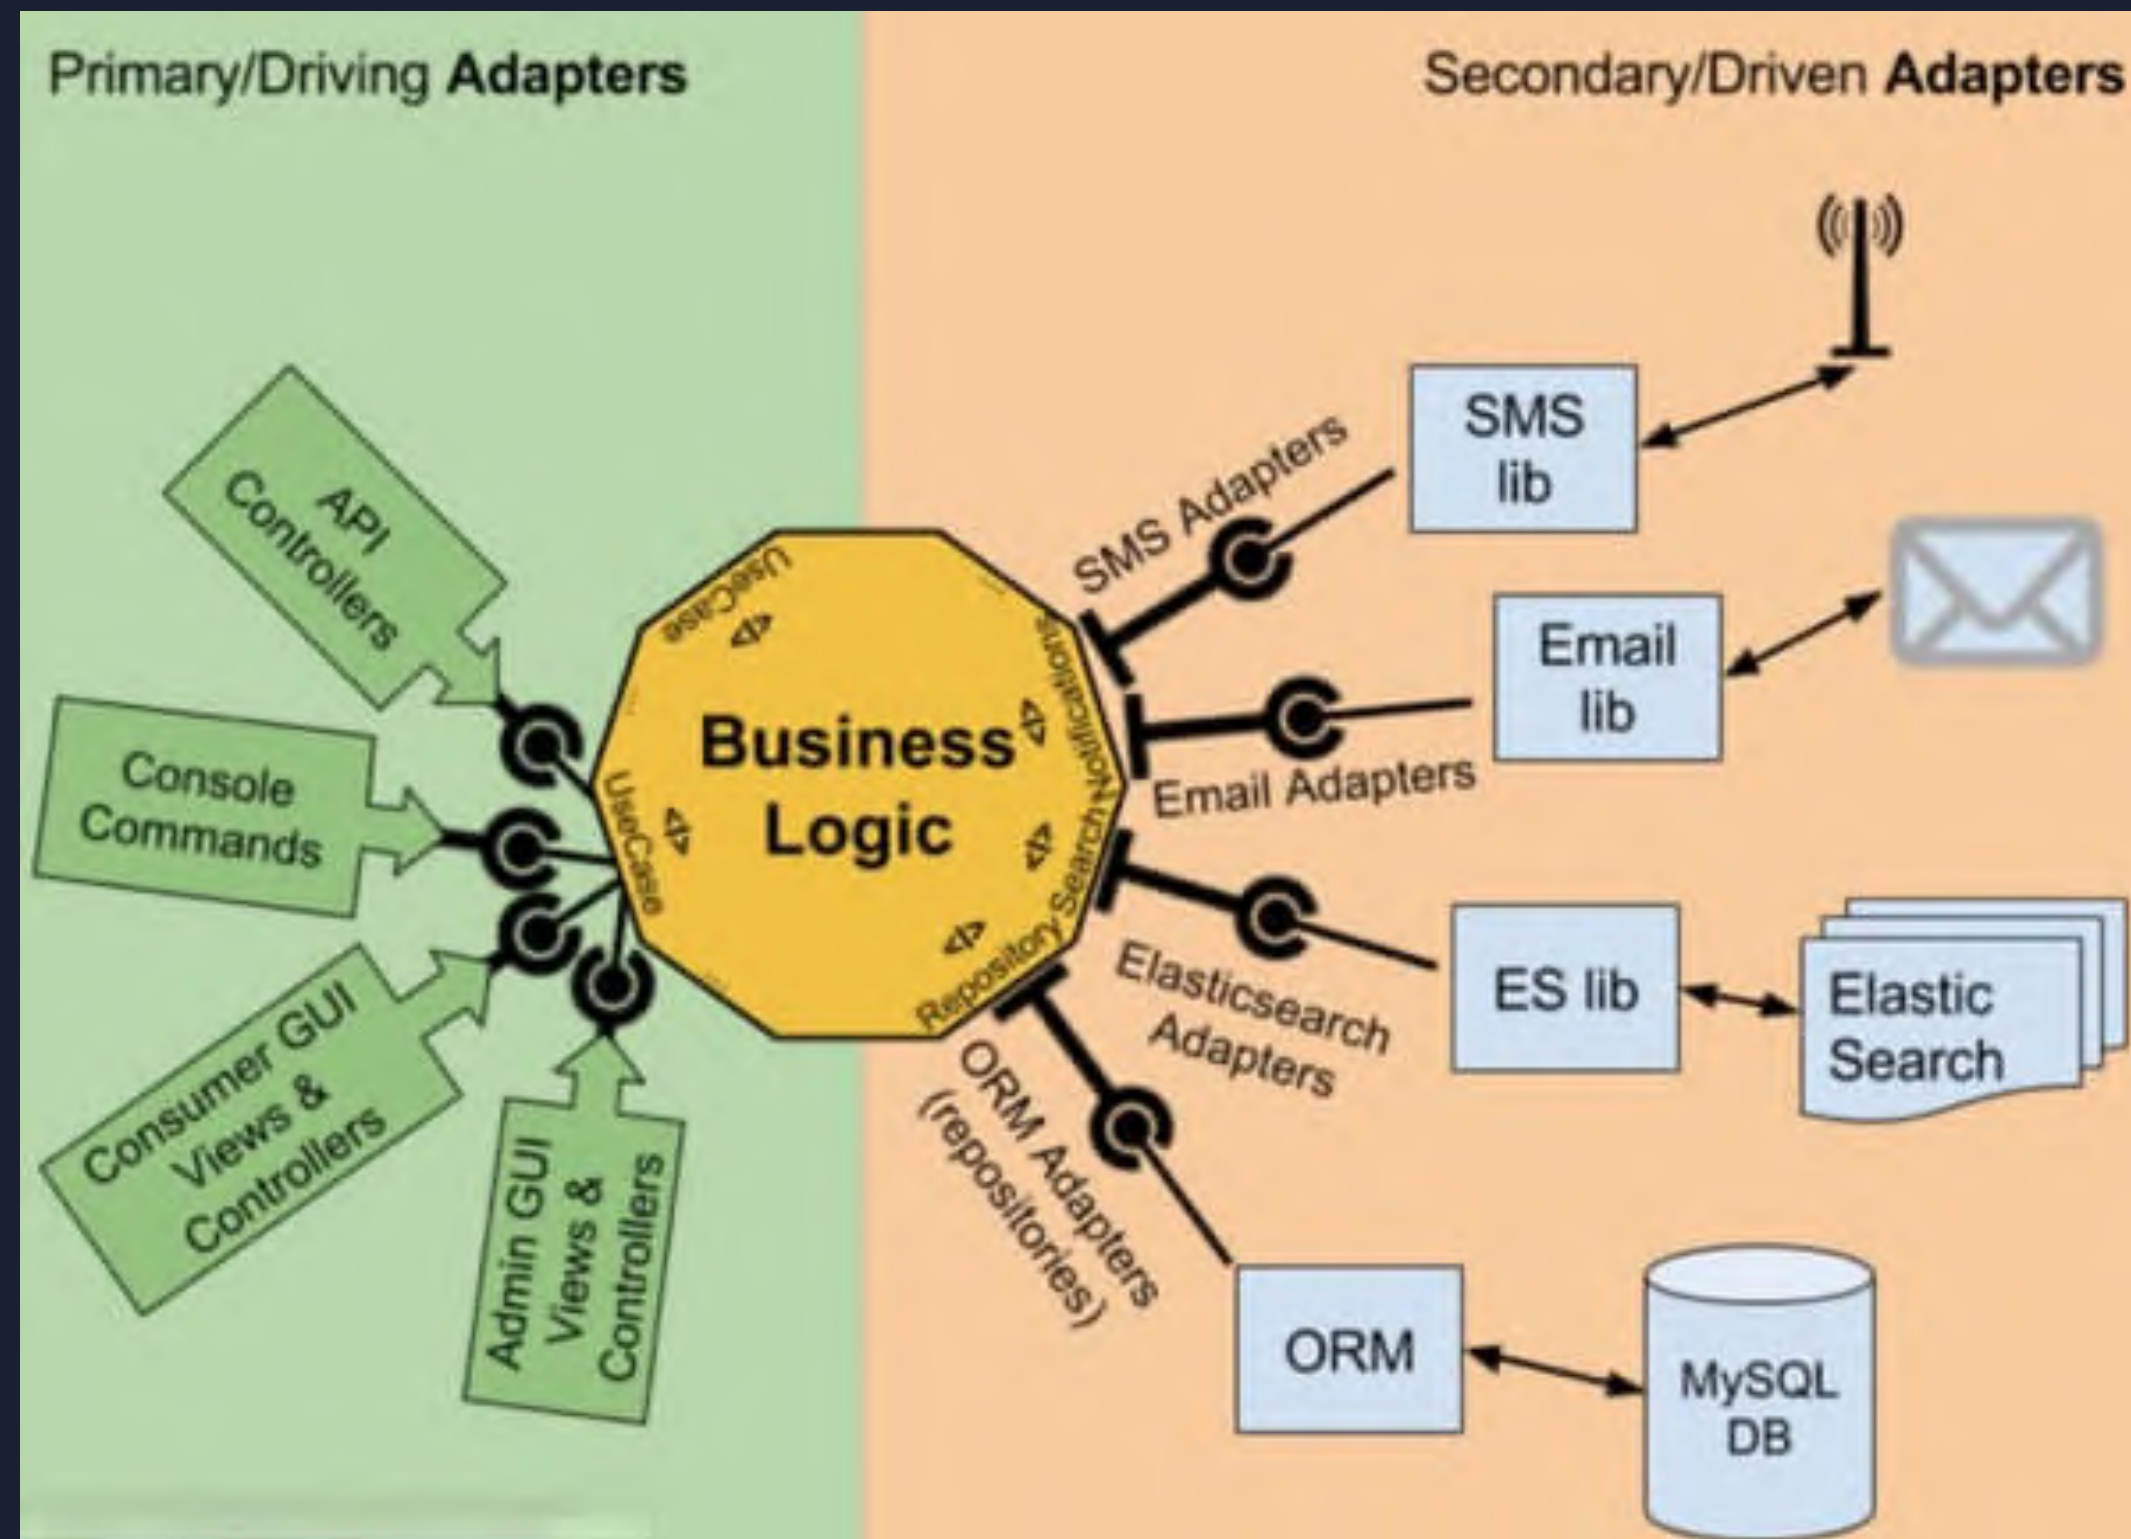 Primary/Driving Adapters
Secondary/Driven Adapters
API
Controllers
Console
Commands
Consumer GUI
Views &
Controllers
Admin GUI
Views &
Controllers
UseCase
UseCase
Business
Logic
Notifications
Search
Repository
...
...
...
SMS Adapters
SMS
lib
Email Adapters
Email
lib
Elasticsearch
Adapters
ES lib
Elastic
Search
ORM Adapters
(repositories)
ORM
MySQL
DB